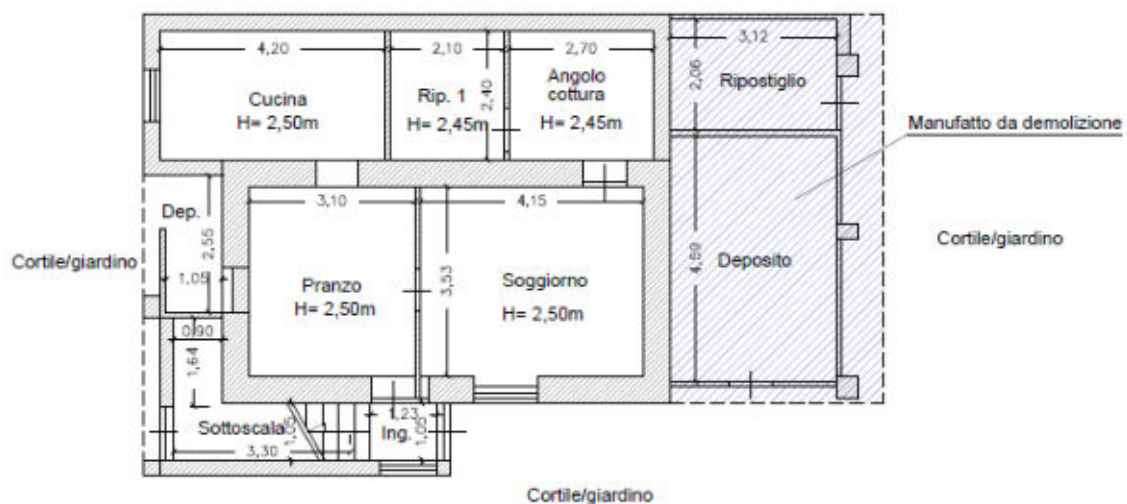 4,20
2,10
2,70
3,12
Cucina
H= 2,50m
Rip. 1
H= 2,45m
2,40
Angolo
cottura
H= 2,45m
2,06
Ripostiglio
Manufatto da demolizione
Dep.
2,55
1,05
Cortile/giardino
3,10
4,15
Pranzo
H= 2,50m
3,53
Soggiorno
H= 2,50m
4,59
Deposito
Cortile/giardino
0,90
1,64
Sottoscala
3,30
1,05
1,23
Ing.
1,05
Cortile/giardino